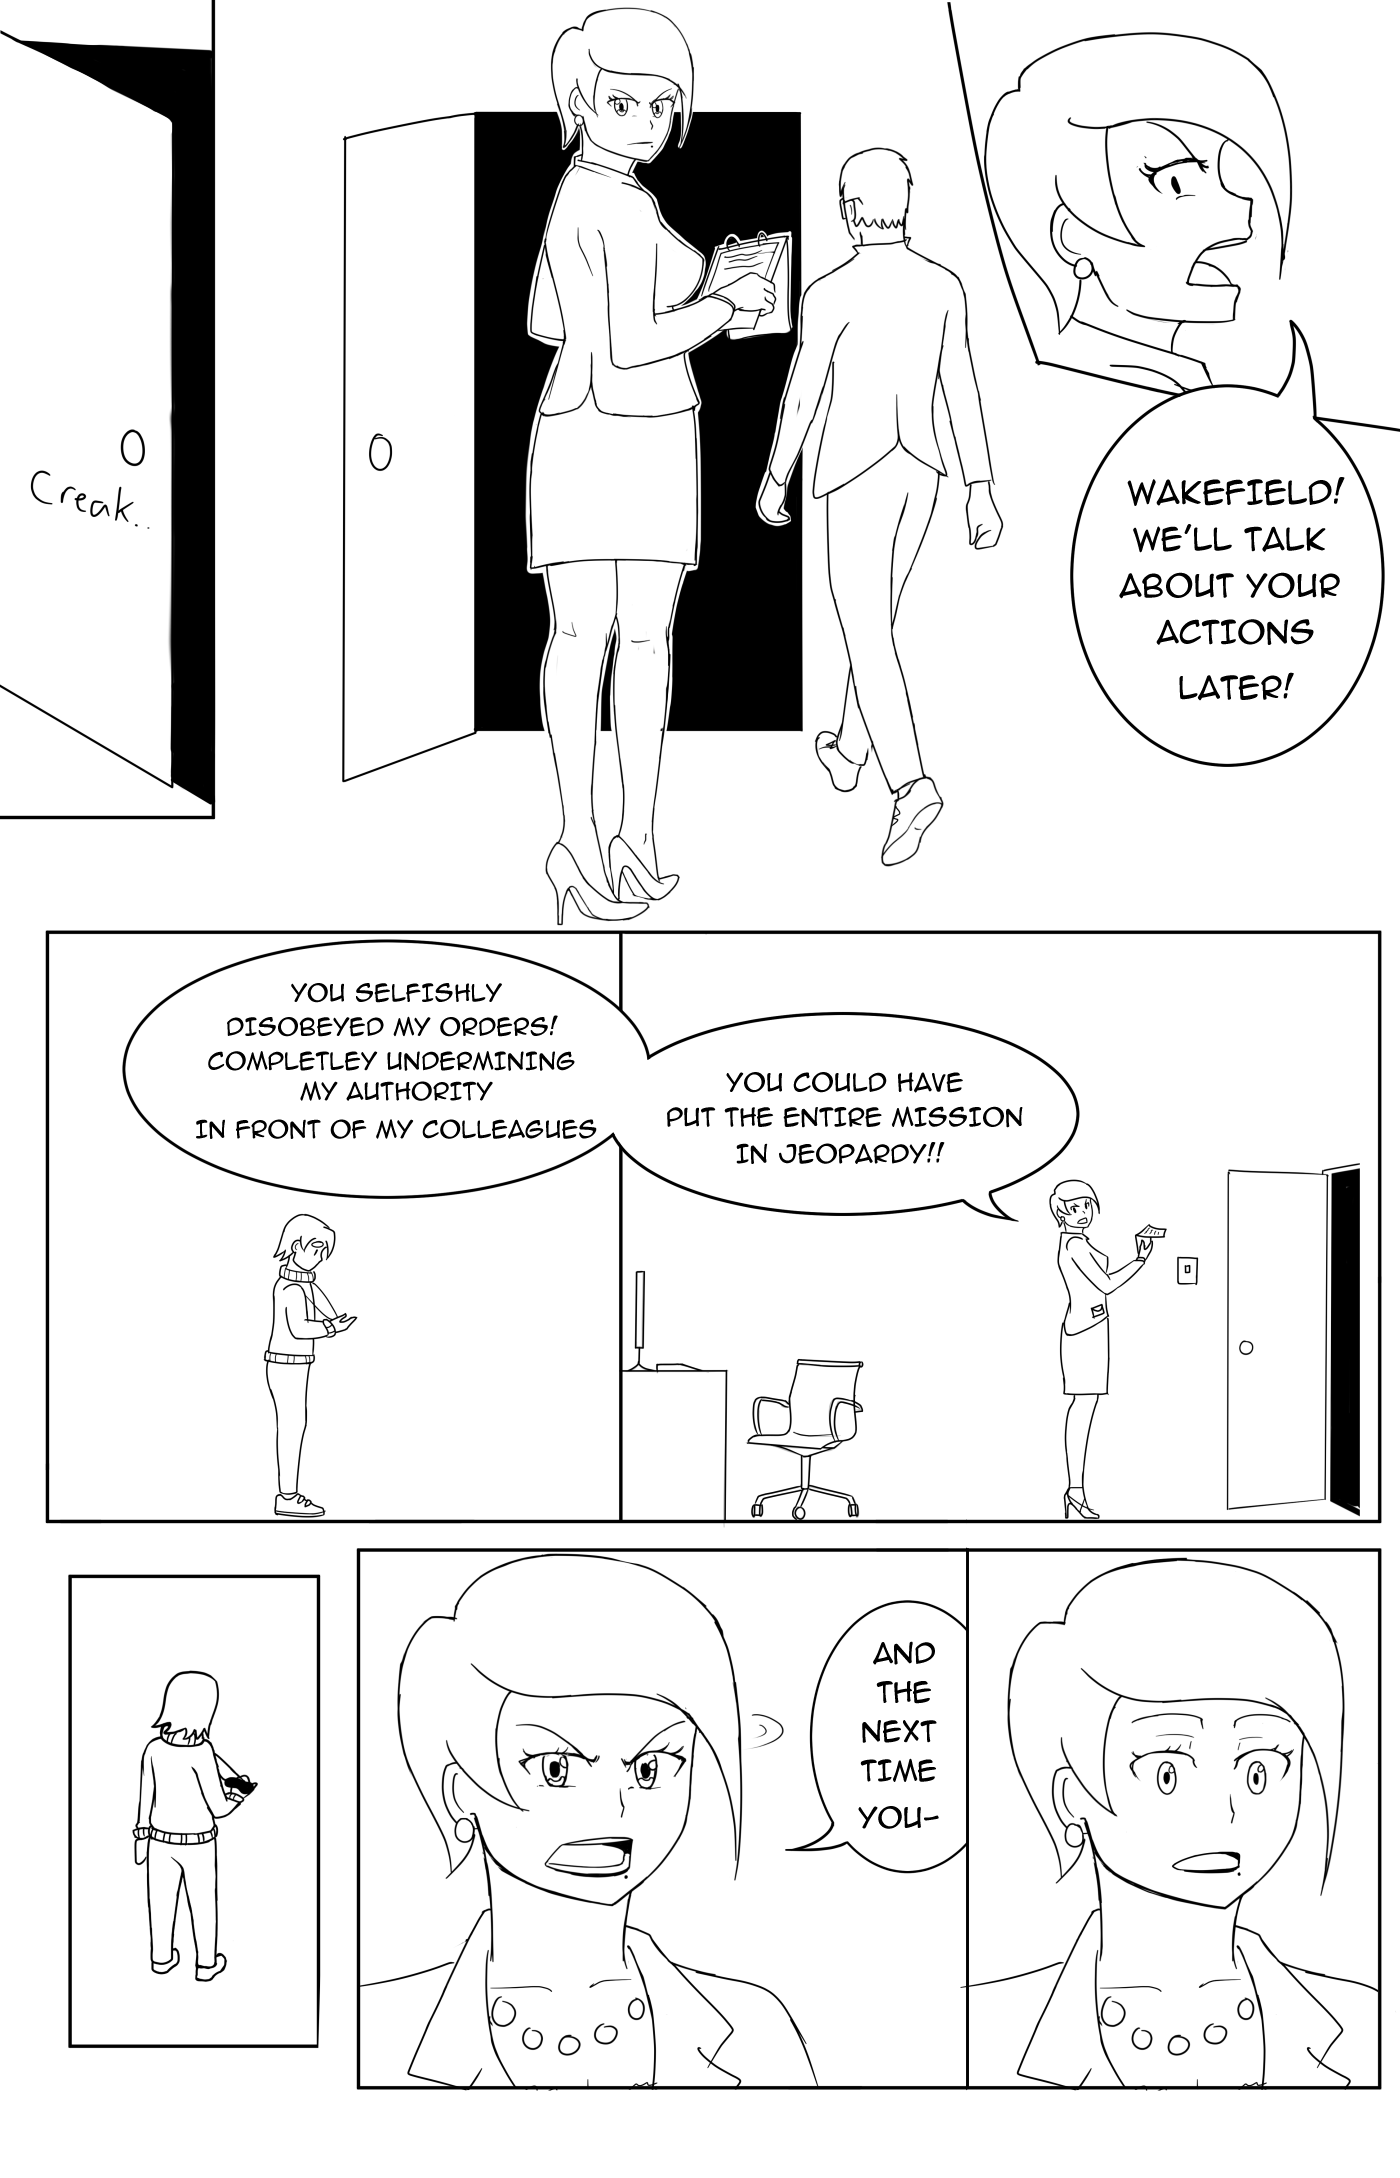 Creak..
WAKEFIELD!
WE'LL TALK
ABOUT YOUR
ACTIONS
LATER!
YOU SELFISHLY
DISOBEYED MY ORDERS!
COMPLETLEY UNDERMINING
MY AUTHORITY
IN FRONT OF MY COLLEAGUES
YOU COULD HAVE
PUT THE ENTIRE MISSION
IN JEOPARDY!!
AND
THE
NEXT
TIME
YOU-